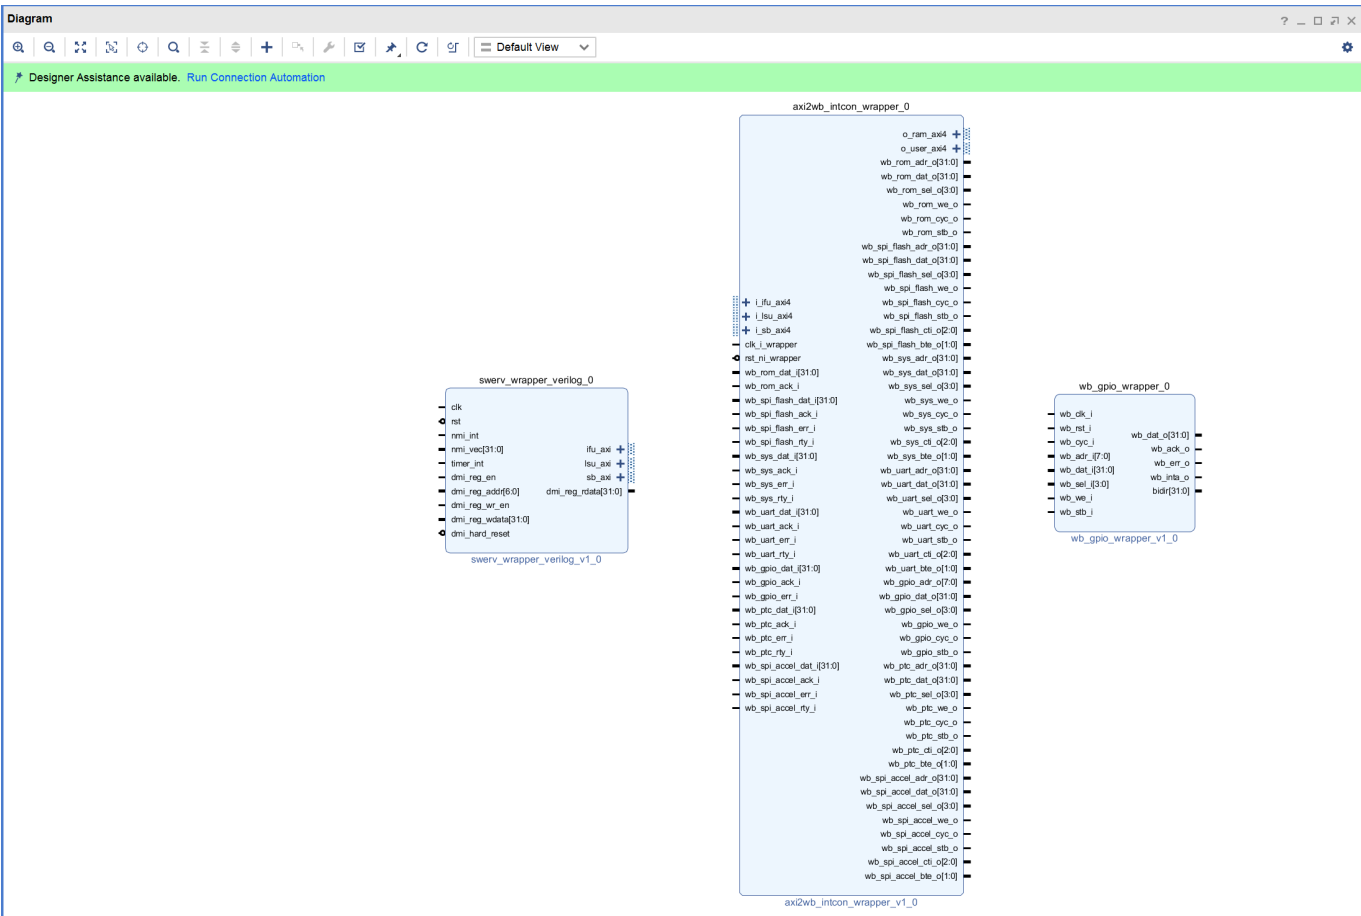 Diagram
Default View
Designer Assistance available. Run Connection Automation
swerv_wrapper_verilog_0
clk
rst
nmi_int
nmi_vec[31:0]
timer_int
dmi_reg_en
dmi_reg_addr[6:0]
dmi_reg_wr_en
dmi_reg_wdata[31:0]
dmi_hard_reset
ifu_axi
lsu_axi
sb_axi
dmi_reg_rdata[31:0]
swerv_wrapper_verilog_v1_0
axi2wb_intcon_wrapper_0
i_ifu_axi4
i_lsu_axi4
i_sb_axi4
clk_i_wrapper
rst_ni_wrapper
wb_rom_dat_i[31:0]
wb_rom_ack_i
wb_spi_flash_dat_i[31:0]
wb_spi_flash_ack_i
wb_spi_flash_err_i
wb_spi_flash_rty_i
wb_sys_dat_i[31:0]
wb_sys_ack_i
wb_sys_err_i
wb_sys_rty_i
wb_uart_dat_i[31:0]
wb_uart_ack_i
wb_uart_err_i
wb_uart_rty_i
wb_gpio_dat_i[31:0]
wb_gpio_ack_i
wb_gpio_err_i
wb_ptc_dat_i[31:0]
wb_ptc_ack_i
wb_ptc_err_i
wb_ptc_rty_i
wb_spi_accel_dat_i[31:0]
wb_spi_accel_ack_i
wb_spi_accel_err_i
wb_spi_accel_rty_i
o_ram_axi4
o_user_axi4
wb_rom_adr_o[31:0]
wb_rom_dat_o[31:0]
wb_rom_sel_o[3:0]
wb_rom_we_o
wb_rom_cyc_o
wb_rom_stb_o
wb_spi_flash_adr_o[31:0]
wb_spi_flash_dat_o[31:0]
wb_spi_flash_sel_o[3:0]
wb_spi_flash_we_o
wb_spi_flash_cyc_o
wb_spi_flash_stb_o
wb_spi_flash_cti_o[2:0]
wb_spi_flash_bte_o[1:0]
wb_sys_adr_o[31:0]
wb_sys_dat_o[31:0]
wb_sys_sel_o[3:0]
wb_sys_we_o
wb_sys_cyc_o
wb_sys_stb_o
wb_sys_cti_o[2:0]
wb_sys_bte_o[1:0]
wb_uart_adr_o[31:0]
wb_uart_dat_o[31:0]
wb_uart_sel_o[3:0]
wb_uart_we_o
wb_uart_cyc_o
wb_uart_stb_o
wb_uart_cti_o[2:0]
wb_uart_bte_o[1:0]
wb_gpio_adr_o[7:0]
wb_gpio_dat_o[31:0]
wb_gpio_sel_o[3:0]
wb_gpio_we_o
wb_gpio_cyc_o
wb_gpio_stb_o
wb_ptc_adr_o[31:0]
wb_ptc_dat_o[31:0]
wb_ptc_sel_o[3:0]
wb_ptc_we_o
wb_ptc_cyc_o
wb_ptc_stb_o
wb_ptc_cti_o[2:0]
wb_ptc_bte_o[1:0]
wb_spi_accel_adr_o[31:0]
wb_spi_accel_dat_o[31:0]
wb_spi_accel_sel_o[3:0]
wb_spi_accel_we_o
wb_spi_accel_cyc_o
wb_spi_accel_stb_o
wb_spi_accel_cti_o[2:0]
wb_spi_accel_bte_o[1:0]
axi2wb_intcon_wrapper_v1_0
wb_gpio_wrapper_0
wb_clk_i
wb_rst_i
wb_cyc_i
wb_adr_i[7:0]
wb_dat_i[31:0]
wb_sel_i[3:0]
wb_we_i
wb_stb_i
wb_dat_o[31:0]
wb_ack_o
wb_err_o
wb_inta_o
bidir[31:0]
wb_gpio_wrapper_v1_0